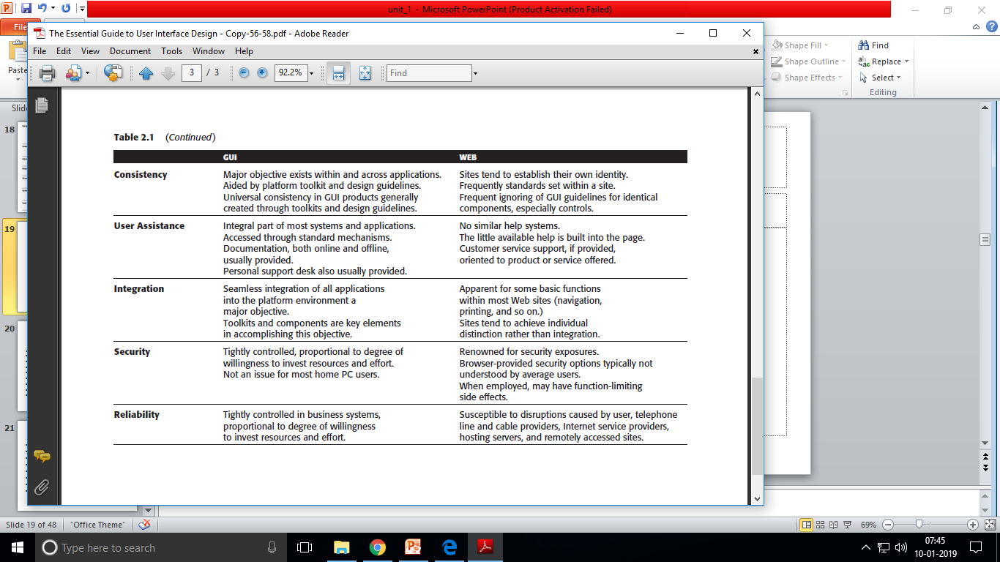 unit_1 - Microsoft PowerPoint (Product Activation Failed)
File
The Essential Guide to User Interface Design - Copy-56-58.pdf - Adobe Reader
File Edit View Document Tools Window Help
3 / 3 92.2% Find
Paste
Shape Fill
Shape Outline
Shape Effects
Find
Replace
Select
Editing
Slid
18
19
20
21
Table 2.1 (Continued)
GUI WEB
Consistency
Major objective exists within and across applications.
Aided by platform toolkit and design guidelines.
Universal consistency in GUI products generally
created through toolkits and design guidelines.
Sites tend to establish their own identity.
Frequently standards set within a site.
Frequent ignoring of GUI guidelines for identical
components, especially controls.
User Assistance
Integral part of most systems and applications.
Accessed through standard mechanisms.
Documentation, both online and offline,
usually provided.
Personal support desk also usually provided.
No similar help systems.
The little available help is built into the page.
Customer service support, if provided,
oriented to product or service offered.
Integration
Seamless integration of all applications
into the platform environment a
major objective.
Toolkits and components are key elements
in accomplishing this objective.
Apparent for some basic functions
within most Web sites (navigation,
printing, and so on.)
Sites tend to achieve individual
distinction rather than integration.
Security
Tightly controlled, proportional to degree of
willingness to invest resources and effort.
Not an issue for most home PC users.
Renowned for security exposures.
Browser-provided security options typically not
understood by average users.
When employed, may have function-limiting
side effects.
Reliability
Tightly controlled in business systems,
proportional to degree of willingness
to invest resources and effort.
Susceptible to disruptions caused by user, telephone
line and cable providers, Internet service providers,
hosting servers, and remotely accessed sites.
Slide 19 of 48 "Office Theme" 69%
Type here to search
07:45
10-01-2019